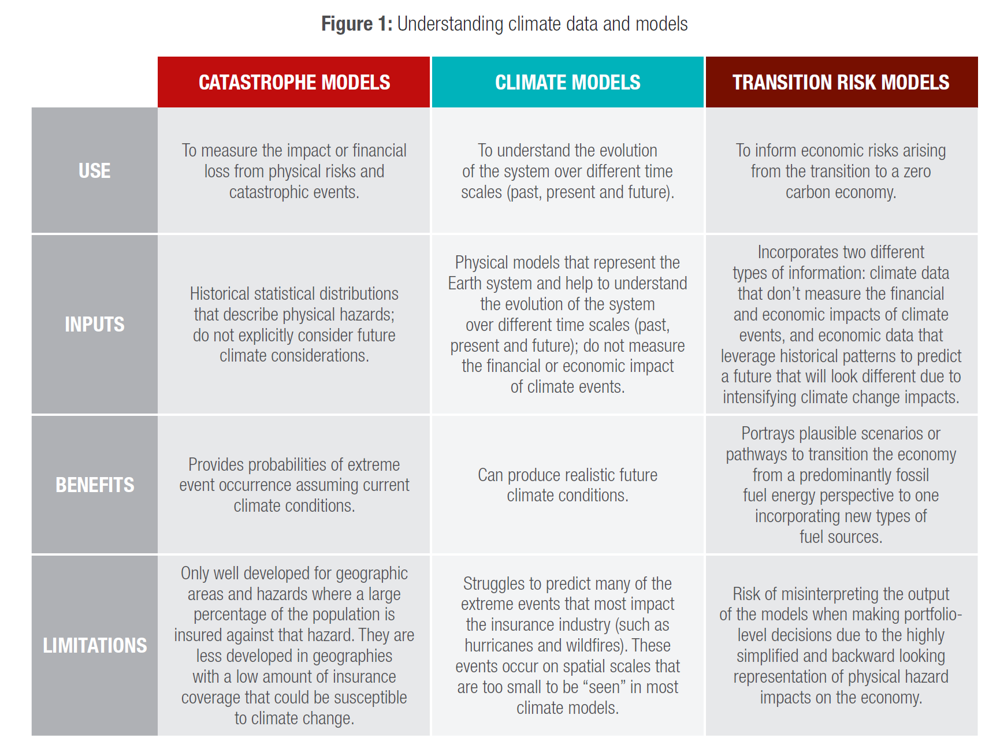 Figure 1: Understanding climate data and models
CATASTROPHE MODELS
CLIMATE MODELS
TRANSITION RISK MODELS
USE
To measure the impact or financial
loss from physical risks and
catastrophic events.
To understand the evolution
of the system over different time
scales (past, present and future).
To inform economic risks arising
from the transition to a zero
carbon economy.
INPUTS
Historical statistical distributions
that describe physical hazards;
do not explicitly consider future
climate considerations.
Physical models that represent the
Earth system and help to understand
the evolution of the system
over different time scales (past,
present and future); do not measure
the financial or economic impact
of climate events.
Incorporates two different
types of information: climate data
that don’t measure the financial
and economic impacts of climate
events, and economic data that
leverage historical patterns to predict
a future that will look different due to
intensifying climate change impacts.
BENEFITS
Provides probabilities of extreme
event occurrence assuming current
climate conditions.
Can produce realistic future
climate conditions.
Portrays plausible scenarios or
pathways to transition the economy
from a predominantly fossil
fuel energy perspective to one
incorporating new types of
fuel sources.
LIMITATIONS
Only well developed for geographic
areas and hazards where a large
percentage of the population is
insured against that hazard. They are
less developed in geographies
with a low amount of insurance
coverage that could be susceptible
to climate change.
Struggles to predict many of the
extreme events that most impact
the insurance industry (such as
hurricanes and wildfires). These
events occur on spatial scales that
are too small to be “seen” in most
climate models.
Risk of misinterpreting the output
of the models when making portfolio-
level decisions due to the highly
simplified and backward looking
representation of physical hazard
impacts on the economy.